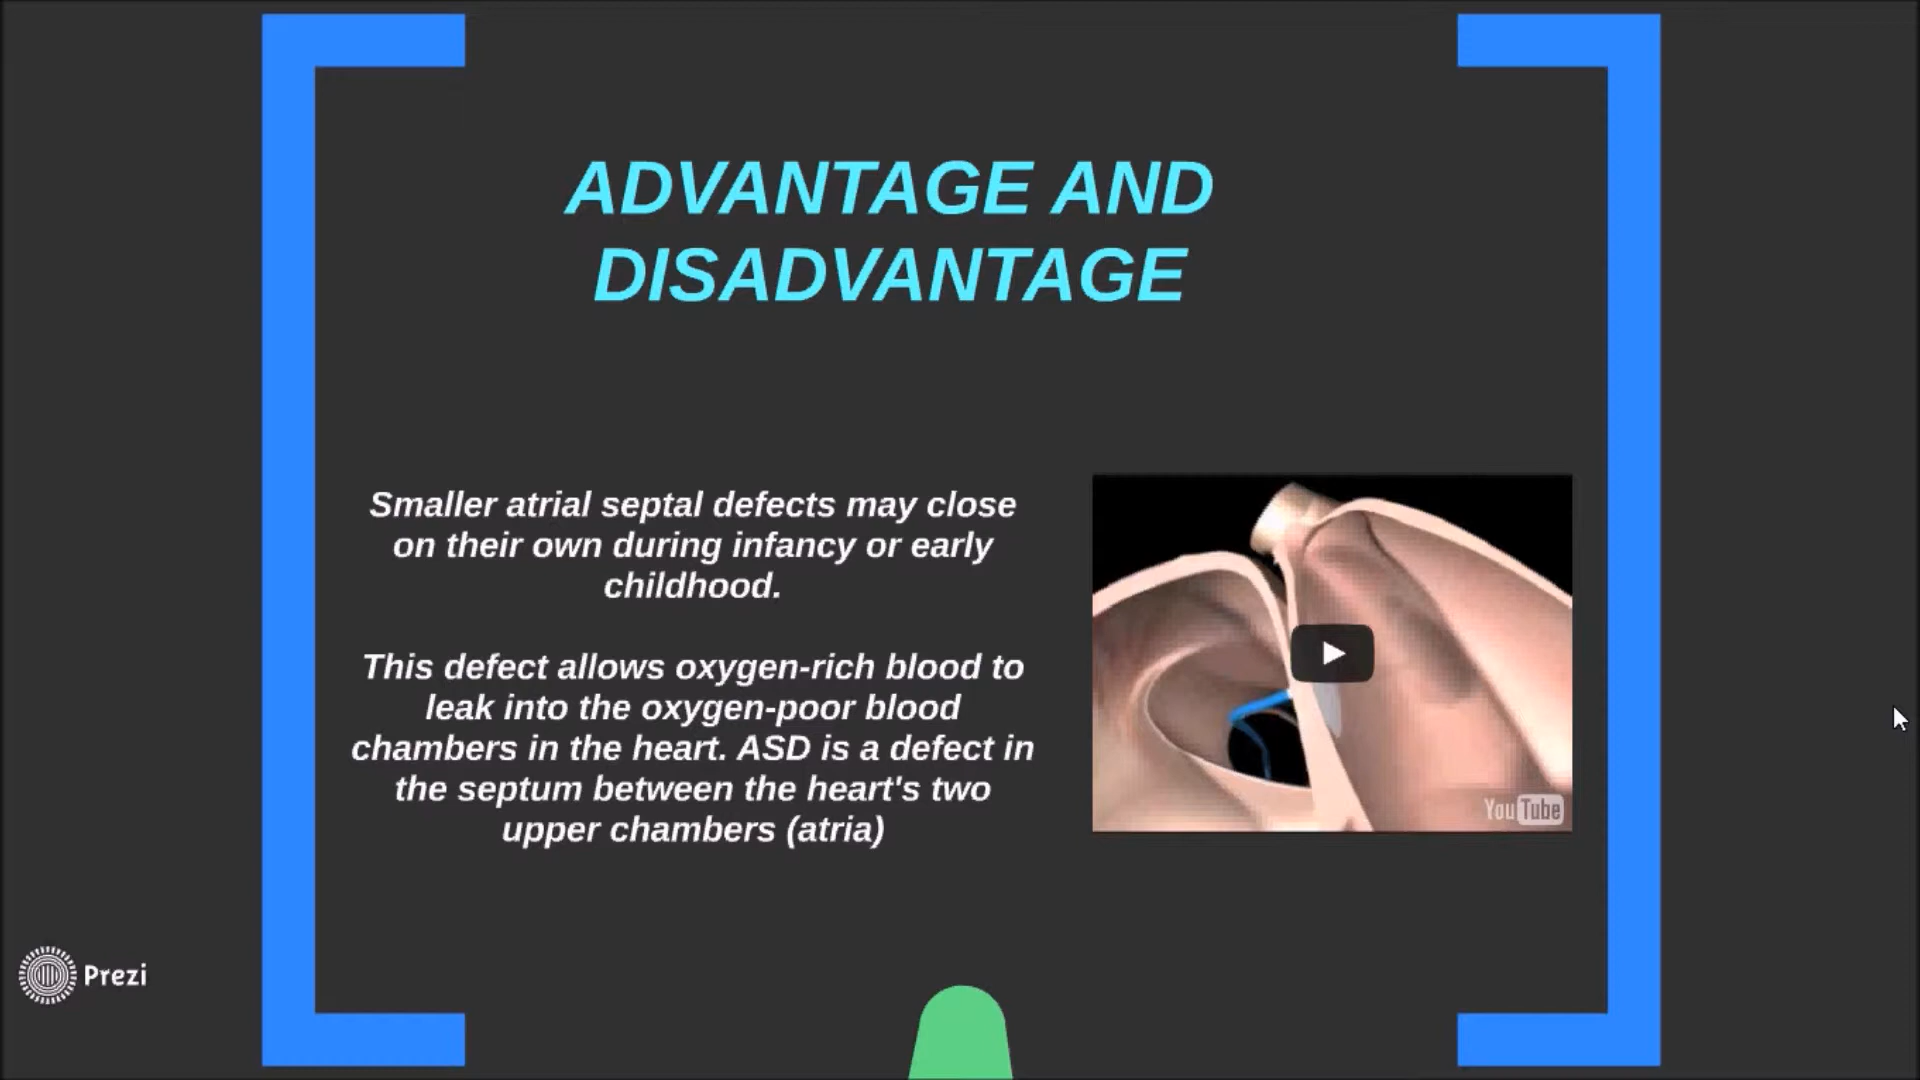 ADVANTAGE AND
DISADVANTAGE
Smaller atrial septal defects may close
on their own during infancy or early
childhood.
This defect allows oxygen-rich blood to
leak into the oxygen-poor blood
chambers in the heart. ASD is a defect in
the septum between the heart's two
upper chambers (atria)
YouTube
Prezi